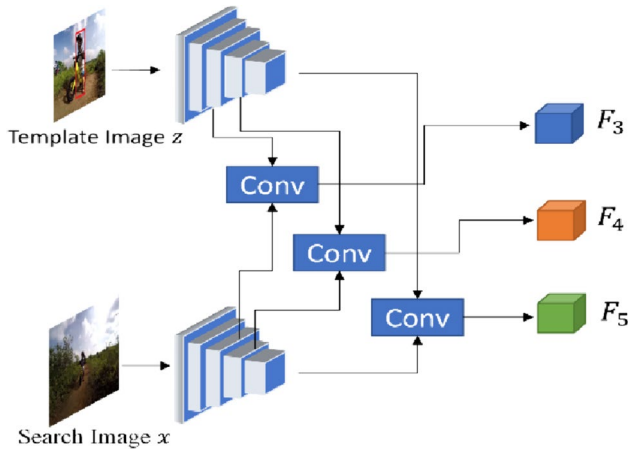 Template Image z
Conv
F₃
Conv
F₄
Conv
F₅
Search Image x